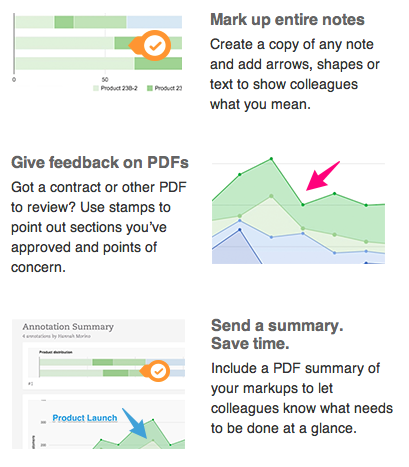 Mark up entire notes
Create a copy of any note
and add arrows, shapes or
text to show colleagues
what you mean.
0
50
Product 23B-2
Product 23
Give feedback on PDFs
Got a contract or other PDF
to review? Use stamps to
point out sections you’ve
approved and points of
concern.
Annotation Summary
4 annotations by Hannah Morino
Product distribution
#1
Product Launch
Send a summary.
Save time.
Include a PDF summary of
your markups to let
colleagues know what needs
to be done at a glance.